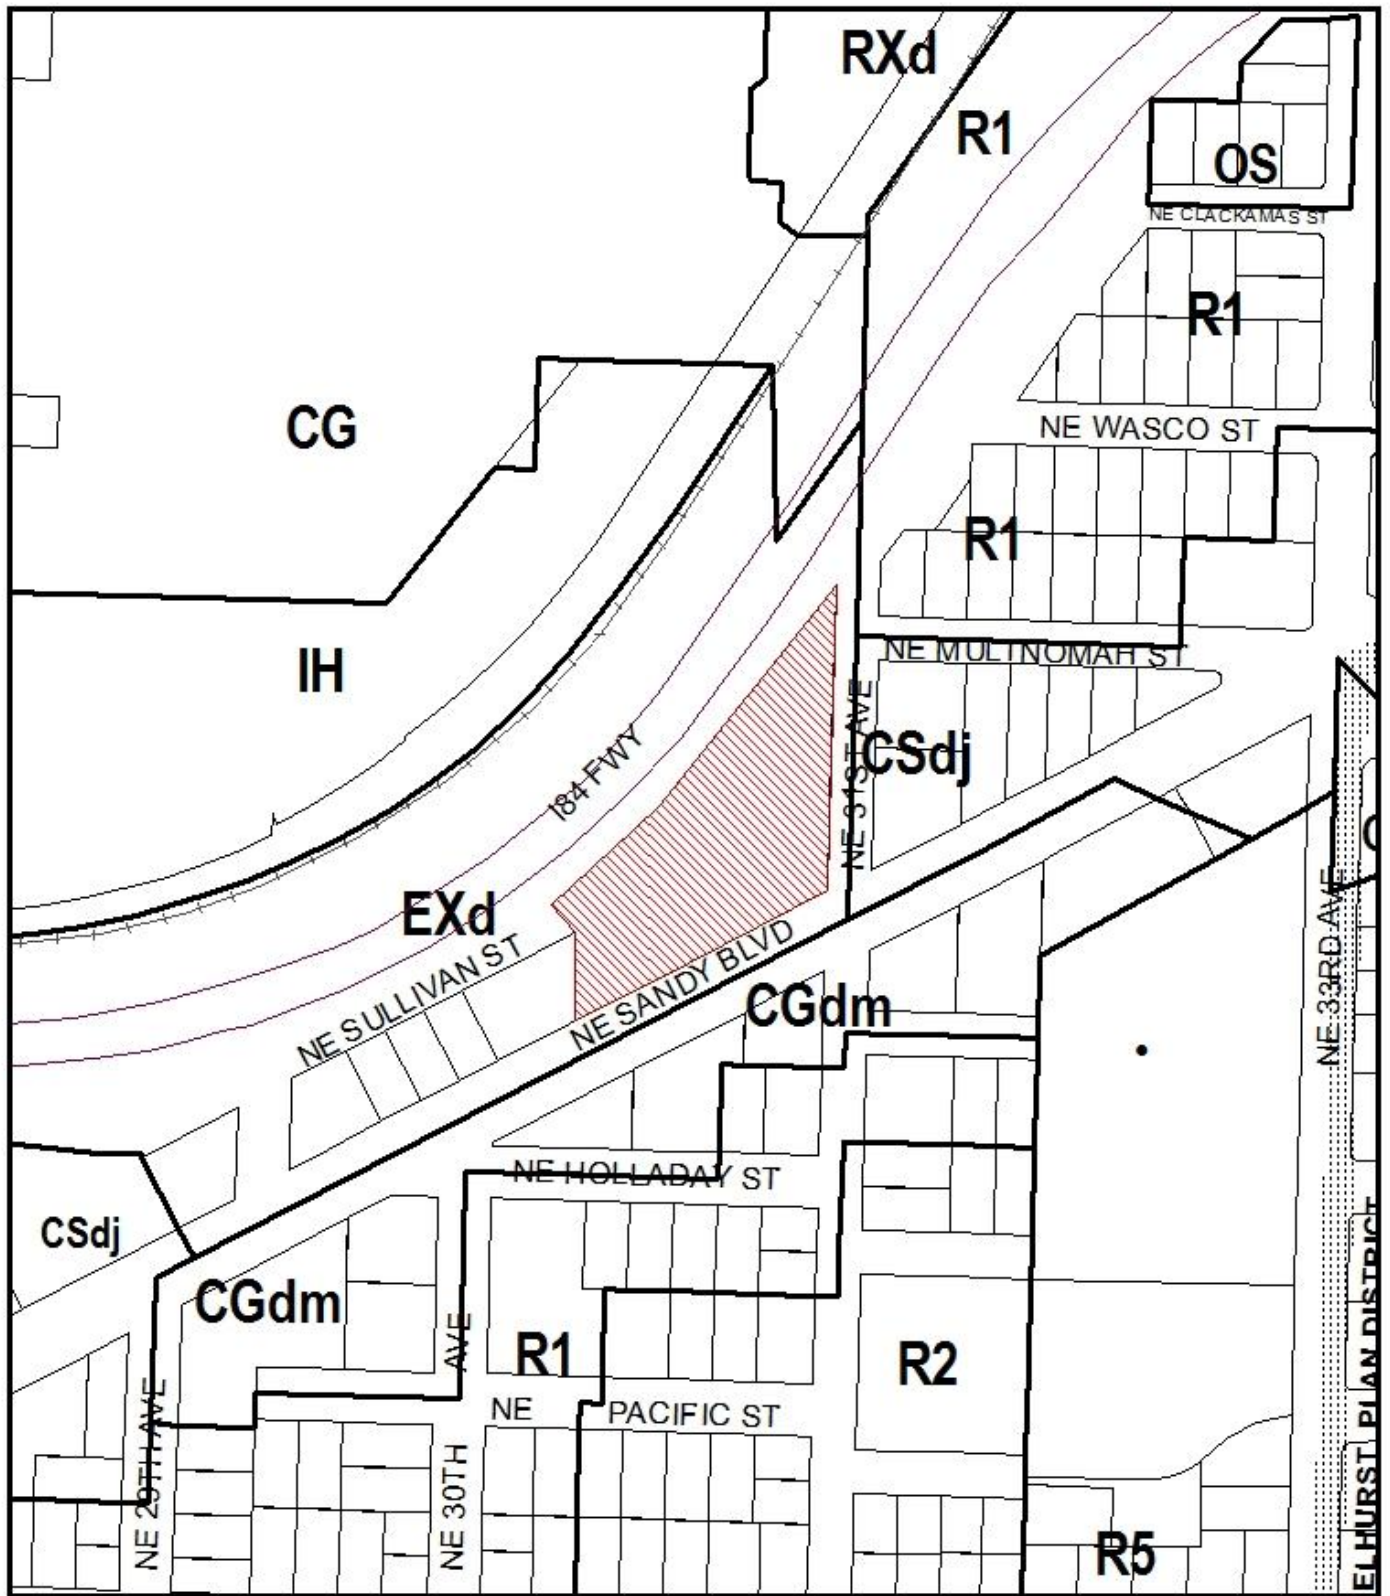 RXd
R1
OS
NE CLACKAMAS ST
R1
CG
NE WASCO ST
R1
IH
NE MULTNOMAH ST
NE 31ST AVE
CSdj
I84 FWY
EXd
NE SULLIVAN ST
NE SANDY BLVD
CGdm
NE 33RD AVE
NE HOLLADAY ST
CSdj
CGdm
AVE
R1
R2
NE PACIFIC ST
NE 29TH AVE
NE 30TH
R5
ELHURST PLAN DISTRICT